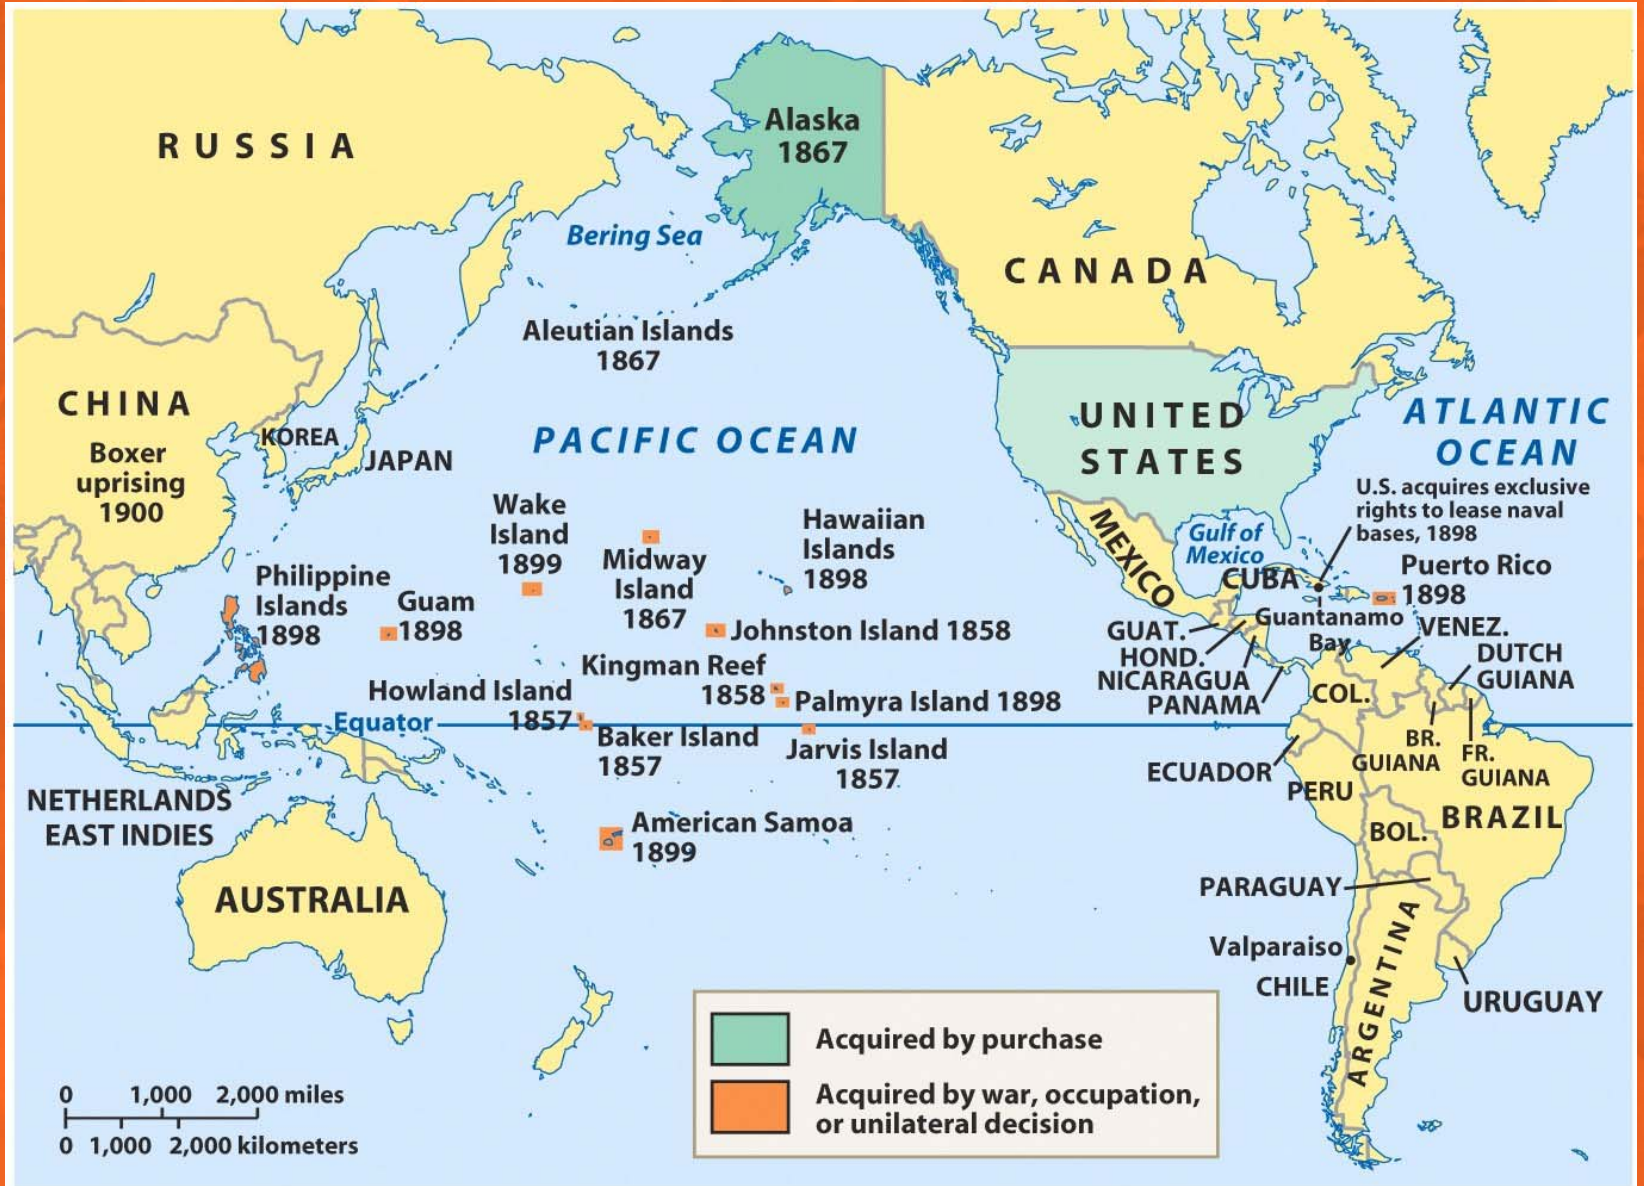 RUSSIA
Alaska
1867
Bering Sea
CANADA
Aleutian Islands
1867
CHINA
Boxer
uprising
1900
KOREA
JAPAN
PACIFIC OCEAN
UNITED
STATES
ATLANTIC
OCEAN
U.S. acquires exclusive
rights to lease naval
bases, 1898
Gulf of
Mexico
MEXICO
CUBA
Puerto Rico
1898
Guantanamo
Bay
Wake
Island
1899
Midway
Island
1867
Hawaiian
Islands
1898
Philippine
Islands
1898
Guam
1898
Johnston Island 1858
Kingman Reef
1858
Palmyra Island 1898
Howland Island
1857
Equator
Baker Island
1857
Jarvis Island
1857
GUAT.
HOND.
NICARAGUA
PANAMA
VENEZ.
DUTCH
GUIANA
COL.
BR.
GUIANA
FR.
GUIANA
ECUADOR
PERU
BRAZIL
BOL.
NETHERLANDS
EAST INDIES
American Samoa
1899
AUSTRALIA
PARAGUAY
Valparaiso
CHILE
ARGENTINA
URUGUAY
Acquired by purchase
Acquired by war, occupation,
or unilateral decision
0 1,000 2,000 miles
0 1,000 2,000 kilometers